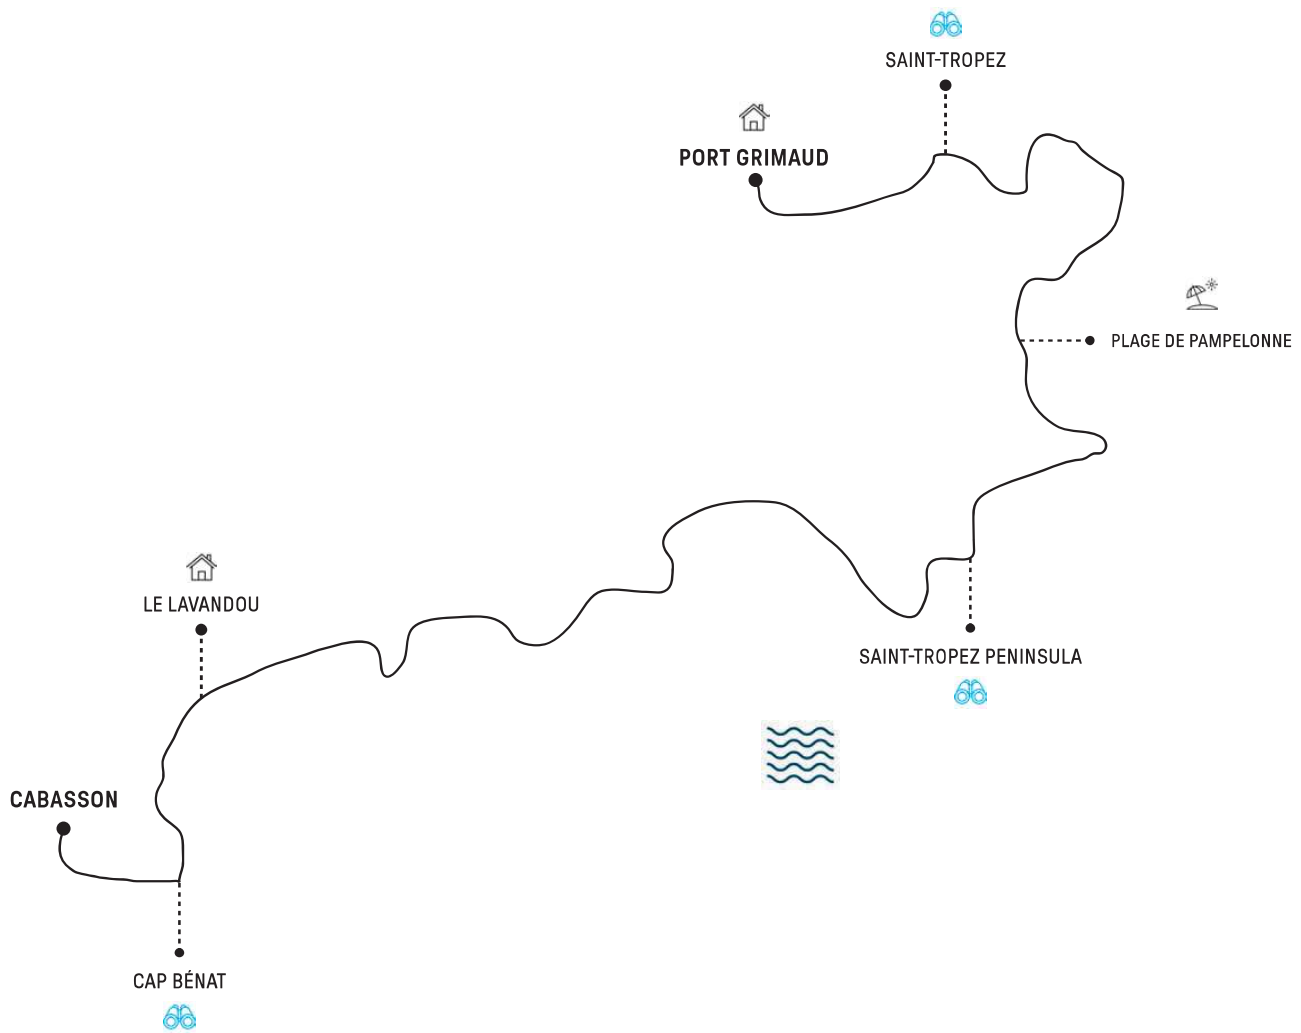 SAINT-TROPEZ
PORT GRIMAUD
PLAGE DE PAMPELONNE
LE LAVANDOU
SAINT-TROPEZ PENINSULA
CABASSON
CAP BÉNAT